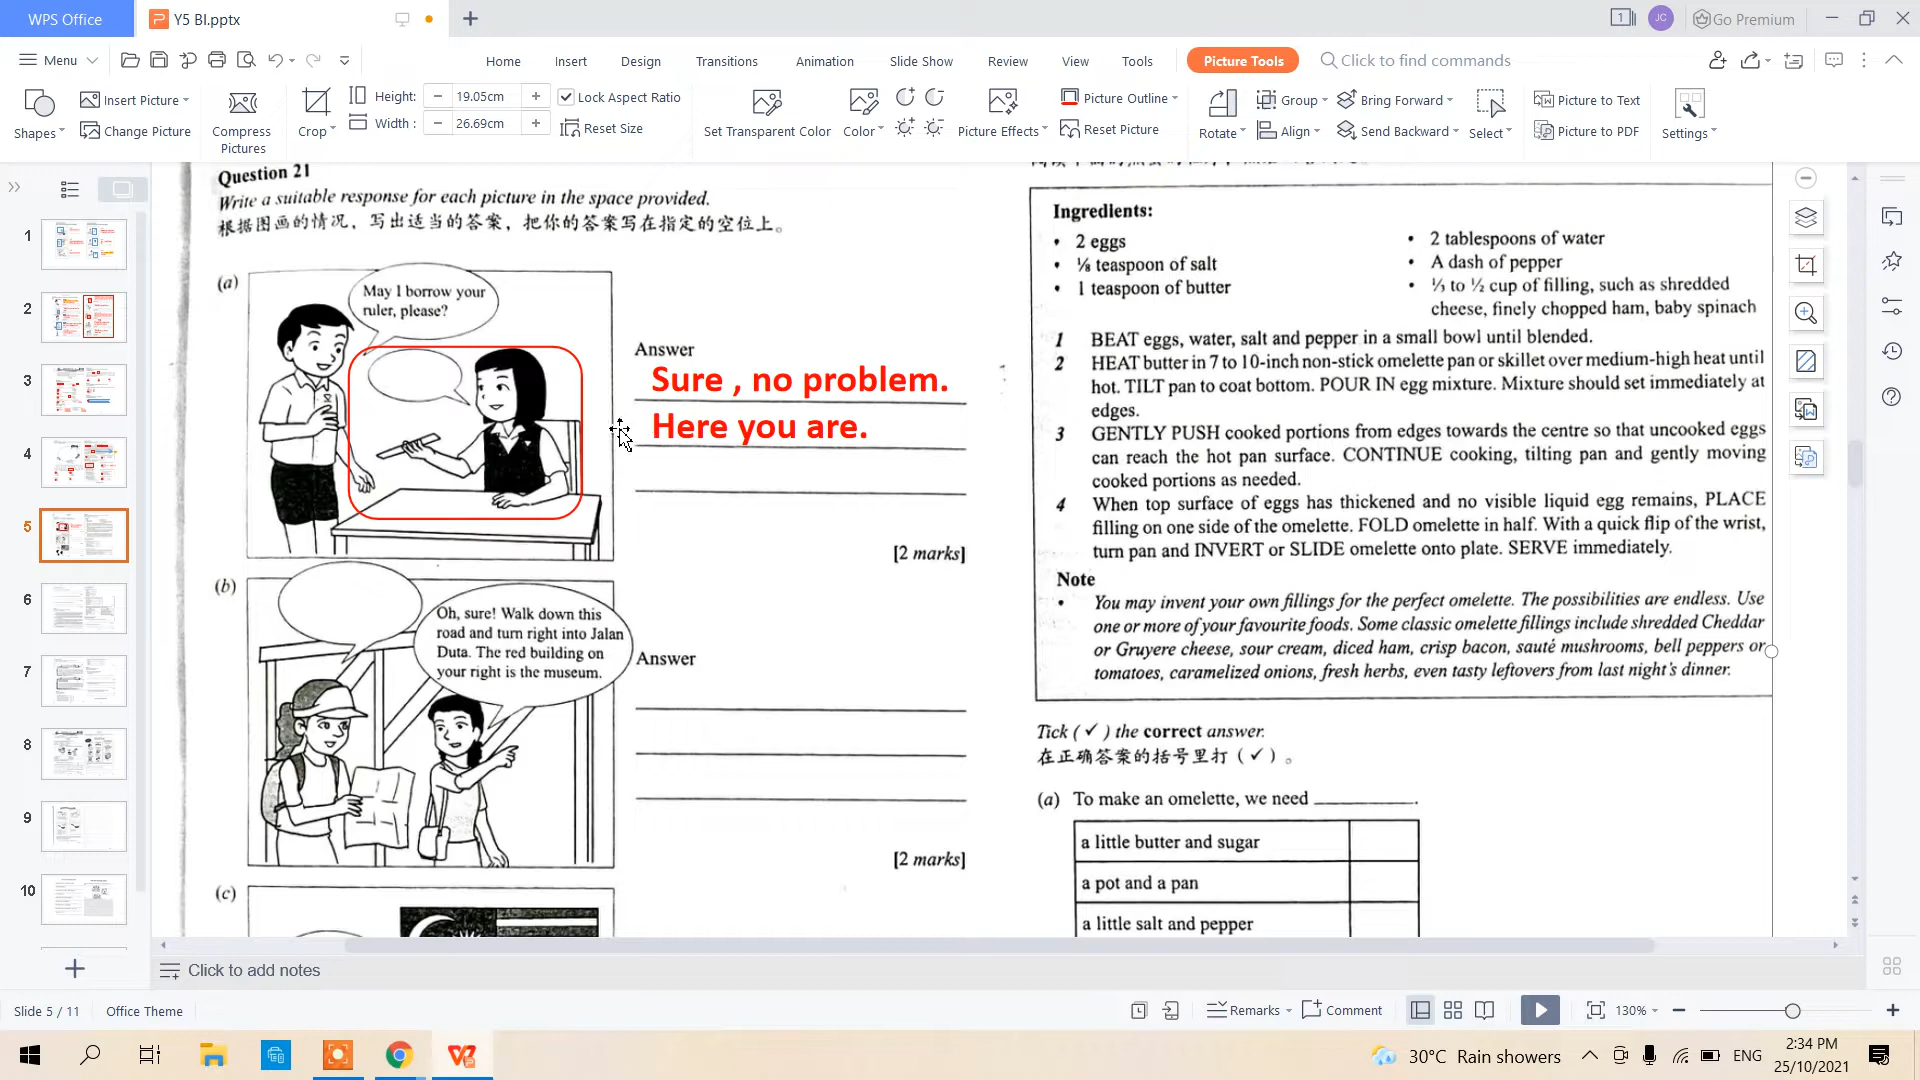 WPS Office
Y5 BI.pptx
1
JC
Go Premium
Menu
Home
Insert
Design
Transitions
Animation
Slide Show
Review
View
Tools
Picture Tools
Click to find commands
Shapes
Insert Picture
Change Picture
Compress Pictures
Crop
Height:
19.05cm
Width :
26.69cm
Lock Aspect Ratio
Reset Size
Set Transparent Color
Color
Picture Effects
Picture Outline
Reset Picture
Rotate
Group
Align
Bring Forward
Send Backward
Select
Picture to Text
Picture to PDF
Settings
1
2
3
4
5
6
7
8
9
10
Question 21
Write a suitable response for each picture in the space provided.
根据图画的情况，写出适当的答案，把你的答案写在指定的空位上。
(a)
May I borrow your
ruler, please?
Answer
Sure , no problem.
Here you are.
[2 marks]
(b)
Oh, sure! Walk down this
road and turn right into Jalan
Duta. The red building on
your right is the museum.
Answer
[2 marks]
(c)
Ingredients:
• 2 eggs
• ⅛ teaspoon of salt
• 1 teaspoon of butter
• 2 tablespoons of water
• A dash of pepper
• ⅓ to ½ cup of filling, such as shredded
cheese, finely chopped ham, baby spinach
1 BEAT eggs, water, salt and pepper in a small bowl until blended.
2 HEAT butter in 7 to 10-inch non-stick omelette pan or skillet over medium-high heat until
hot. TILT pan to coat bottom. POUR IN egg mixture. Mixture should set immediately at
edges.
3 GENTLY PUSH cooked portions from edges towards the centre so that uncooked eggs
can reach the hot pan surface. CONTINUE cooking, tilting pan and gently moving
cooked portions as needed.
4 When top surface of eggs has thickened and no visible liquid egg remains, PLACE
filling on one side of the omelette. FOLD omelette in half. With a quick flip of the wrist,
turn pan and INVERT or SLIDE omelette onto plate. SERVE immediately.
Note
• You may invent your own fillings for the perfect omelette. The possibilities are endless. Use
one or more of your favourite foods. Some classic omelette fillings include shredded Cheddar
or Gruyere cheese, sour cream, diced ham, crisp bacon, sauté mushrooms, bell peppers or
tomatoes, caramelized onions, fresh herbs, even tasty leftovers from last night's dinner.
Tick (✓) the correct answer.
在正确答案的括号里打（✓）。
(a) To make an omelette, we need ________.
a little butter and sugar
a pot and a pan
a little salt and pepper
Click to add notes
Slide 5 / 11
Office Theme
Remarks
Comment
130%
30°C Rain showers
ENG
2:34 PM
25/10/2021